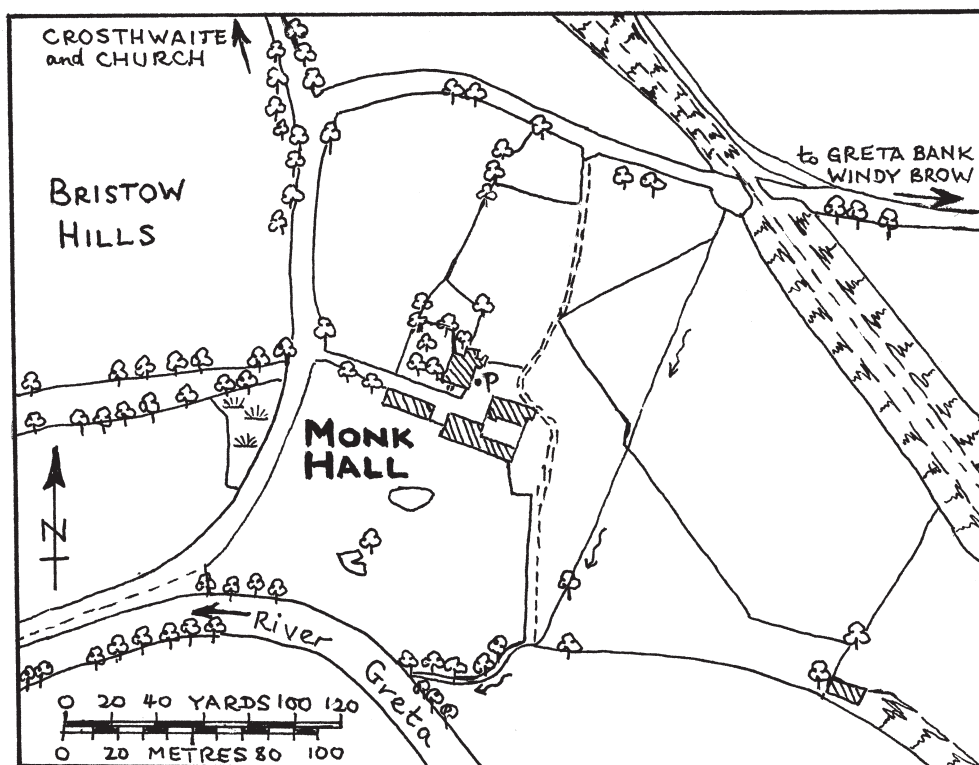 CROSTHWAITE
and CHURCH
to GRETA BANK
WINDY BROW
BRISTOW
HILLS
P
MONK
HALL
N
River
Greta
0 20 40 YARDS 100 120
0 20 METRES 80 100